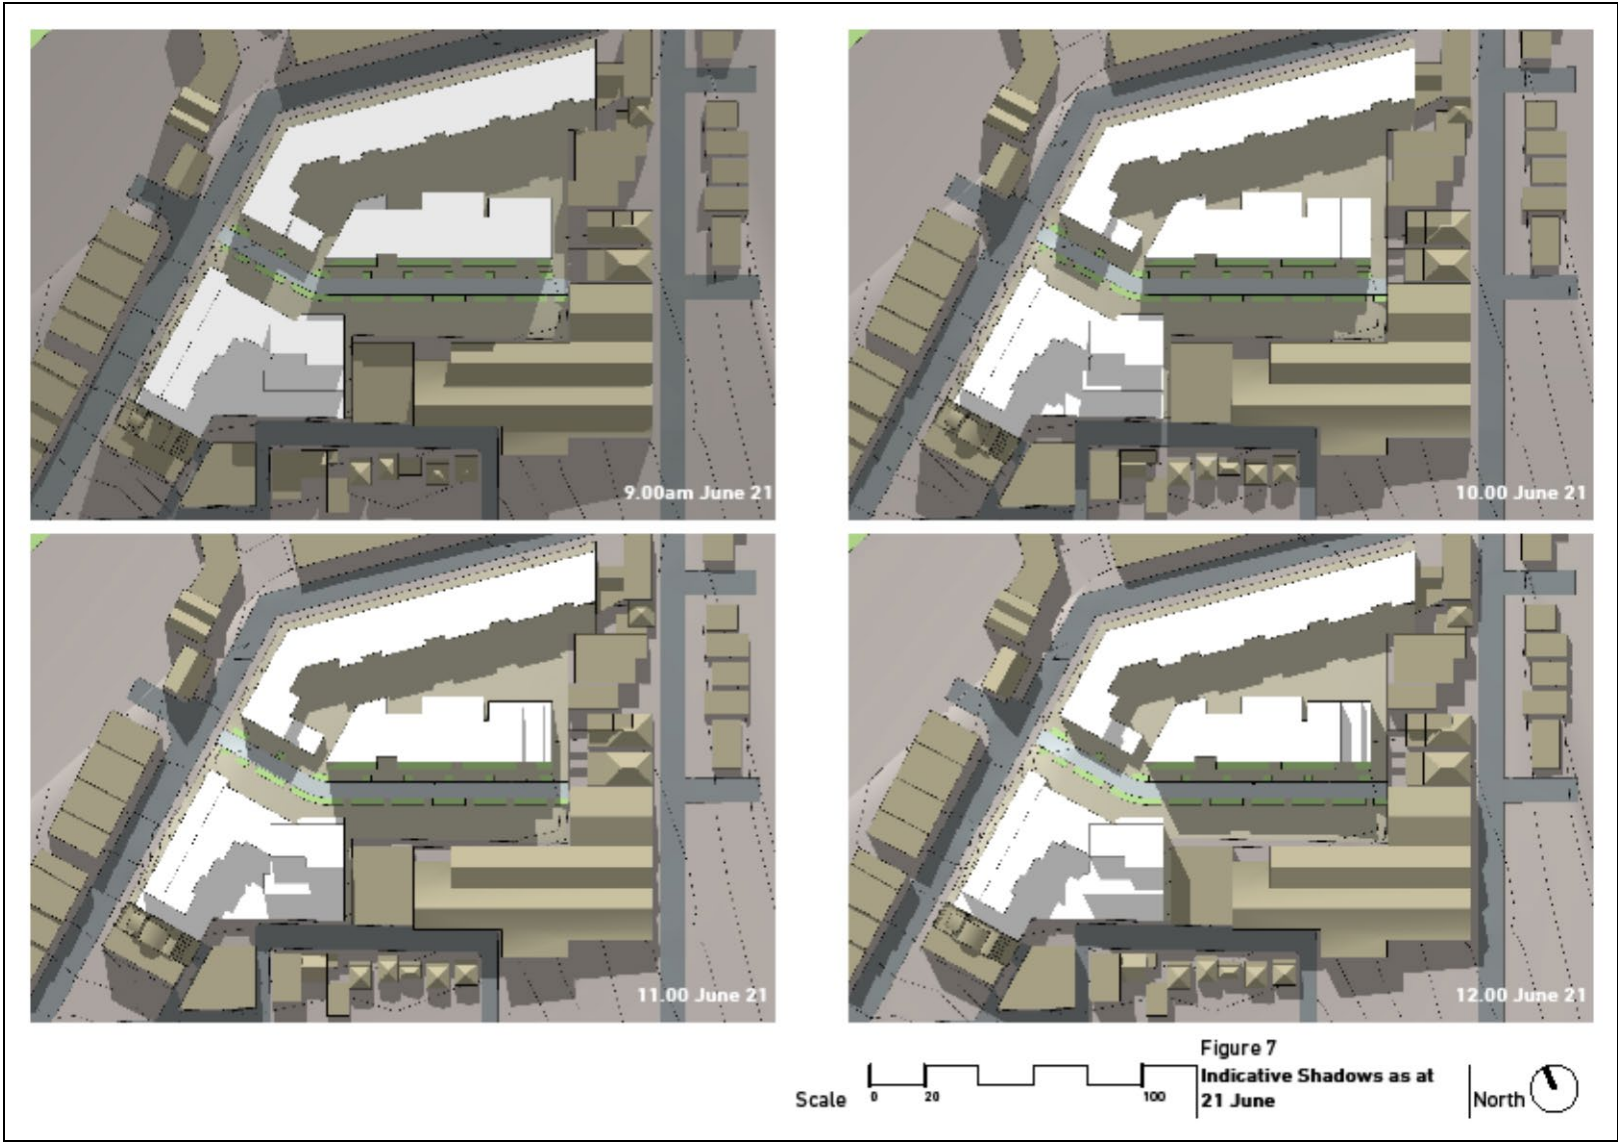 9.00am June 21
10.00 June 21
11.00 June 21
12.00 June 21
Figure 7
Indicative Shadows as at
21 June
Scale
0 20 100
North